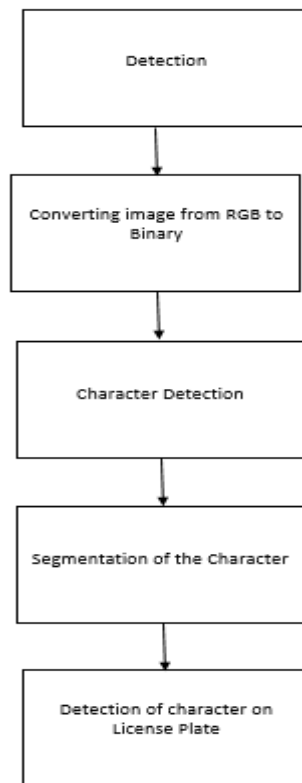 Detection
Converting image from RGB to
Binary
Character Detection
Segmentation of the Character
Detection of character on
License Plate